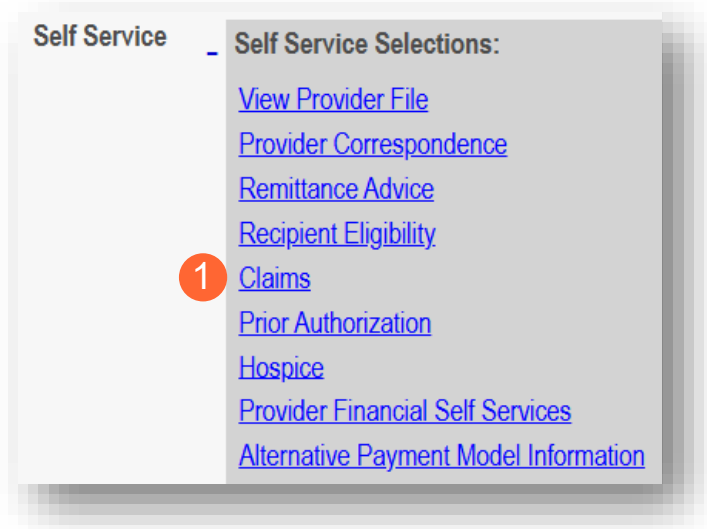 Self Service - Self Service Selections:
View Provider File
Provider Correspondence
Remittance Advice
Recipient Eligibility
1 Claims
Prior Authorization
Hospice
Provider Financial Self Services
Alternative Payment Model Information